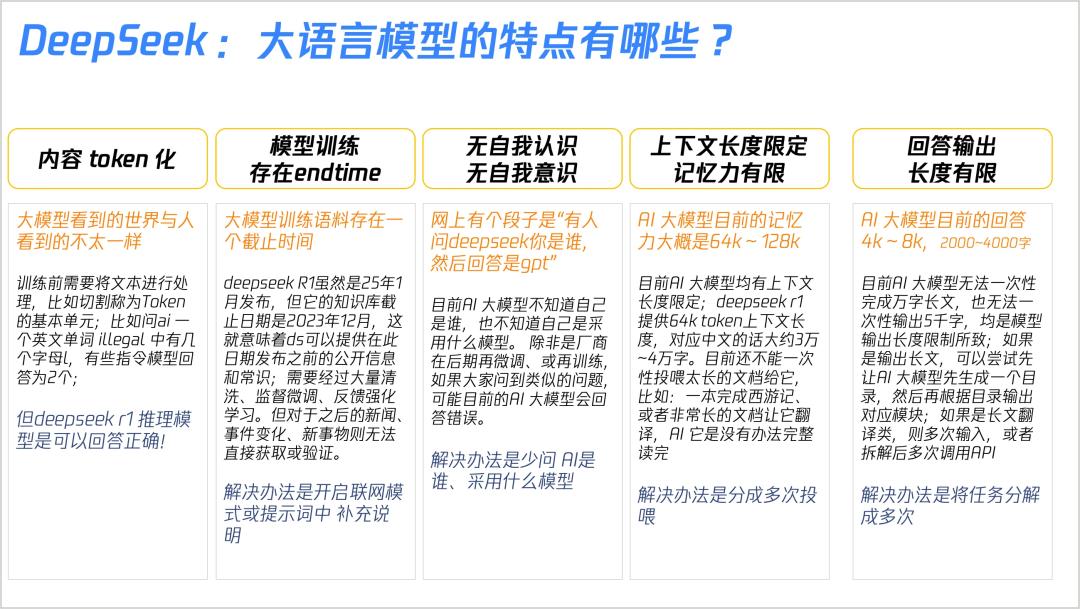 DeepSeek： 大语言模型的特点有哪些？
内容 token 化
大模型看到的世界与人
看到的不太一样
训练前需要将文本进行处
理，比如切割称为Token
的基本单元；比如问ai 一
个英文单词 illegal 中有几
个字母l，有些指令模型回
答为2个；
但deepseek r1 推理模
型是可以回答正确!
模型训练
存在endtime
大模型训练语料存在一
个截止时间
deepseek R1虽然是25年1
月发布，但它的知识库截
止日期是2023年12月，这
就意味着ds可以提供在此
日期发布之前的公开信息
和常识；需要经过大量清
洗、监督微调、反馈强化
学习。但对于之后的新闻、
事件变化、新事物则无法
直接获取或验证。
解决办法是开启联网模
式或提示词中 补充说
明
无自我认识
无自我意识
网上有个段子是“有人
问deepseek你是谁，
然后回答是gpt”
目前AI 大模型不知道自己
是谁，也不知道自己是采
用什么模型。 除非是厂商
在后期再微调、或再训练，
如果大家问到类似的问题，
可能目前的AI 大模型会回
答错误。
解决办法是少问 AI是
谁、采用什么模型
上下文长度限定
记忆力有限
AI 大模型目前的记忆
力大概是64k ~ 128k
目前AI 大模型均有上下文
长度限定；deepseek r1
提供64k token上下文长
度，对应中文的话大约3万
~4万字。目前还不能一次
性投喂太长的文档给它，
比如：一本完成西游记、
或者非常长的文档让它翻
译，AI 它是没有办法完整
读完
解决办法是分成多次投
喂
回答输出
长度有限
AI 大模型目前的回答
4k ~ 8k， 2000~4000字
目前AI 大模型无法一次性
完成万字长文，也无法一
次性输出5千字，均是模型
输出长度限制所致；如果
是输出长文，可以尝试先
让AI 大模型先生成一个目
录，然后再根据目录输出
对应模块；如果是长文翻
译类，则多次输入，或者
拆解后多次调用API
解决办法是将任务分解
成多次